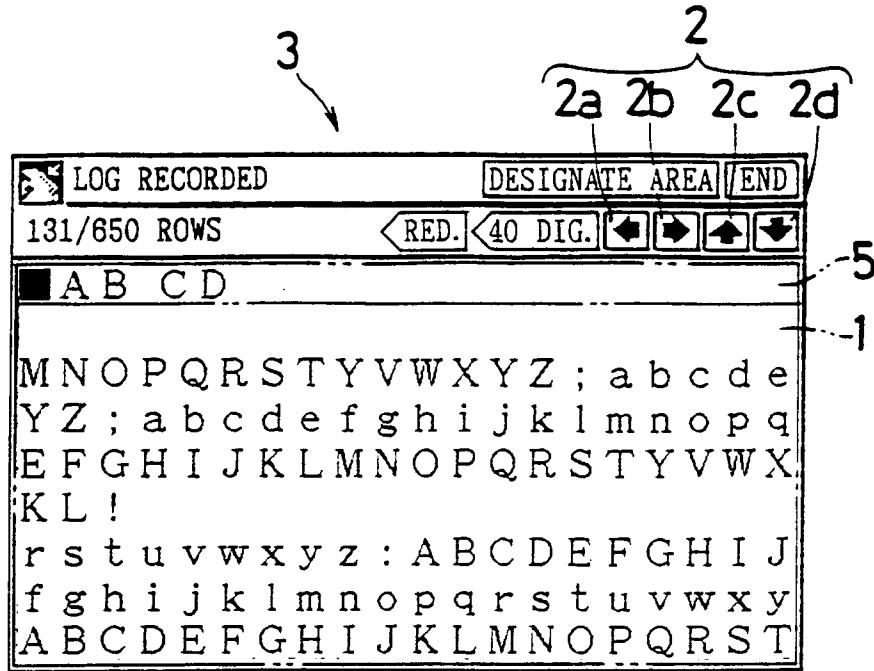 2
3
2a 2b 2c 2d
LOG RECORDED DESIGNATE AREA END
131/650 ROWS RED. 40 DIG.
■AB CD
5
1
MNOPQRSTYVWXYZ;abcde
YZ;abcdefghijklmnopq
EFGHIJKLMNOPQRSTYVWX
KL!
rstuvwxyz:ABCDEFGHIJ
fghijklmnopqrstuvwxy
ABCDEFGHIJKLMNOPQRST